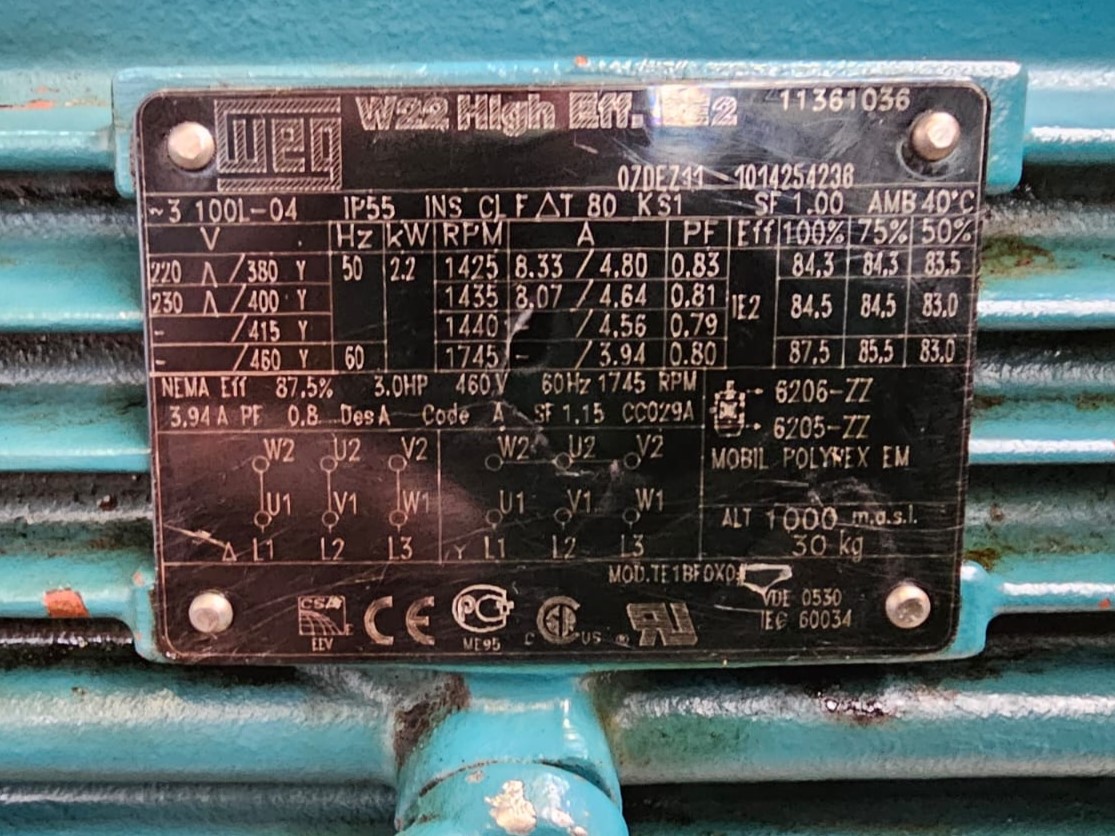 WEG W22 High Eff. IE2 11361036
07DEZ11 1014254236
~3 100L-04 IP55 INS CL F ΔT 80 K S1 SF 1.00 AMB 40°C
V Hz kW RPM A PF Eff 100% 75% 50%
220 Δ / 380 Y 50 2.2 1425 8.33 / 4.80 0.83 84.3 84.3 83.5
230 Δ / 400 Y 1435 8.07 / 4.64 0.81 IE2 84.5 84.5 83.0
- / 415 Y 1440 - / 4.56 0.79
- / 460 Y 60 1745 - / 3.94 0.80 87.5 85.5 83.0
NEMA Eff 87.5% 3.0HP 460V 60Hz 1745 RPM
3.94 A PF 0.8 Des A Code A SF 1.15 CC029A
6206-ZZ
6205-ZZ
MOBIL POLYREX EM
W2 U2 V2 W2 U2 V2
U1 V1 W1 U1 V1 W1
Δ L1 L2 L3 Y L1 L2 L3
ALT 1000 m.a.s.l.
30 kg
MOD.TE1BF0X0
VDE 0530
IEC 60034
CSA CE PCT C US ® RU
EEV ME95